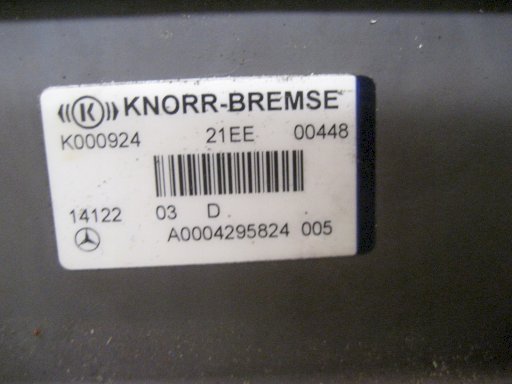 K KNORR-BREMSE
K000924 21EE 00448
14122 03 D
A0004295824 005